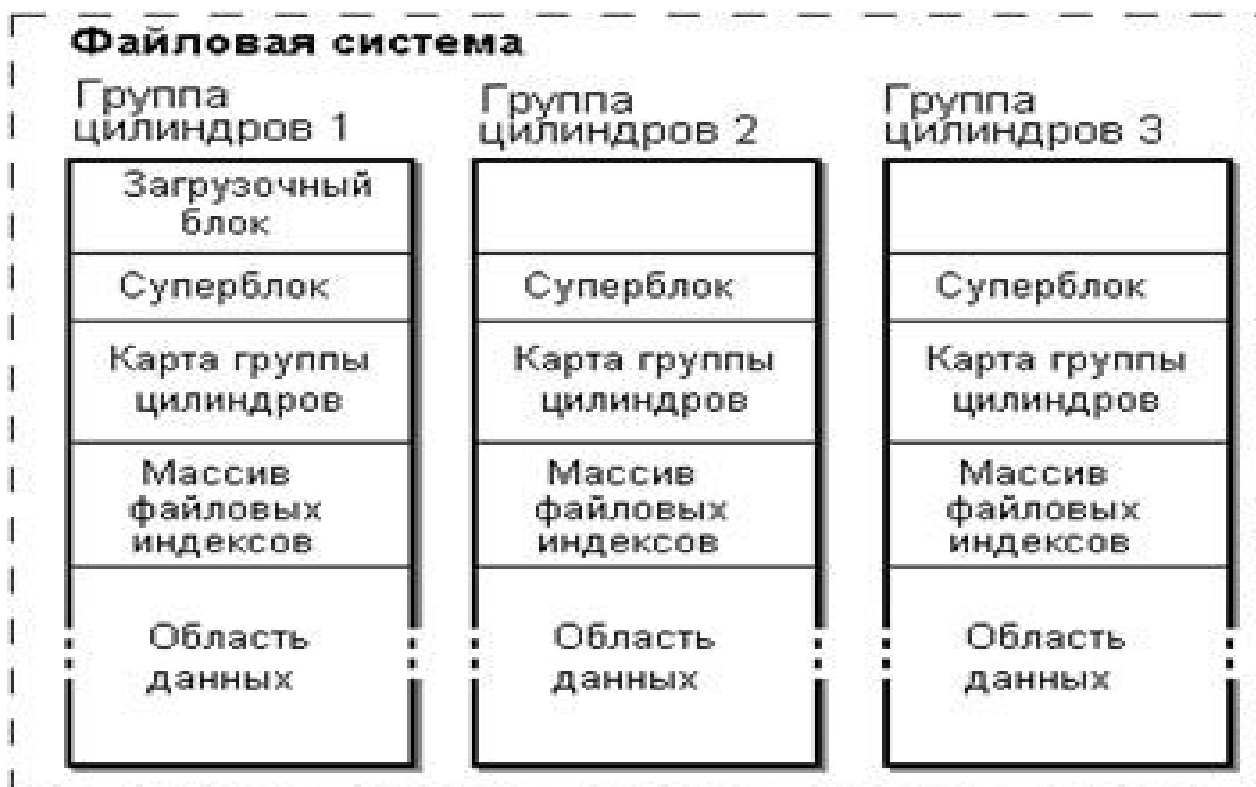 Файловая система
Группа
цилиндров 1
Загрузочный
блок
Суперблок
Карта группы
цилиндров
Массив
файловых
индексов
Область
данных
Группа
цилиндров 2
Суперблок
Карта группы
цилиндров
Массив
файловых
индексов
Область
данных
Группа
цилиндров 3
Суперблок
Карта группы
цилиндров
Массив
файловых
индексов
Область
данных